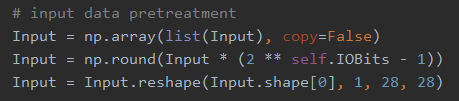 # input data pretreatment
Input = np.array(list(Input), copy=False)
Input = np.round(Input * (2 ** self.IOBits - 1))
Input = Input.reshape(Input.shape[0], 1, 28, 28)